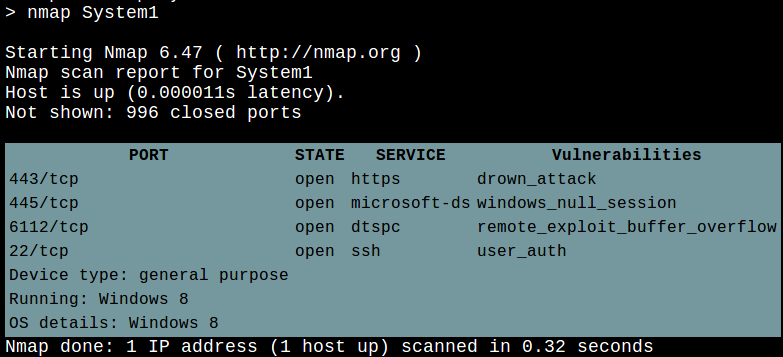 > nmap System1
Starting Nmap 6.47 ( http://nmap.org )
Nmap scan report for System1
Host is up (0.000011s latency).
Not shown: 996 closed ports
PORT STATE SERVICE Vulnerabilities
443/tcp open https drown_attack
445/tcp open microsoft-ds windows_null_session
6112/tcp open dtspc remote_exploit_buffer_overflow
22/tcp open ssh user_auth
Device type: general purpose
Running: Windows 8
OS details: Windows 8
Nmap done: 1 IP address (1 host up) scanned in 0.32 seconds